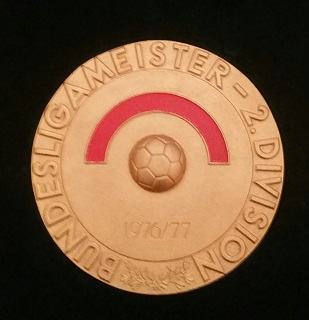 BUNDESLIGAMEISTER - 2. DIVISION
1976/77